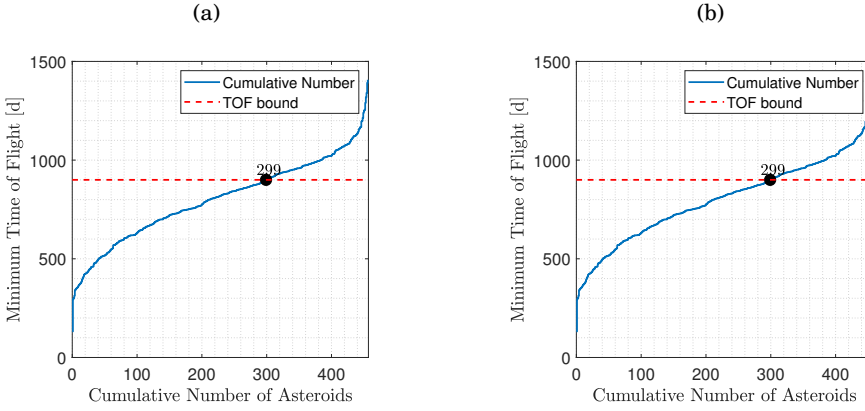 (a)
Minimum Time of Flight [d]
1500
1000
500
0
Cumulative Number
TOF bound
299
0 100 200 300 400
Cumulative Number of Asteroids
(b)
Minimum Time of Flight [d]
1500
1000
500
0
Cumulative Number
TOF bound
299
0 100 200 300 400
Cumulative Number of Asteroids